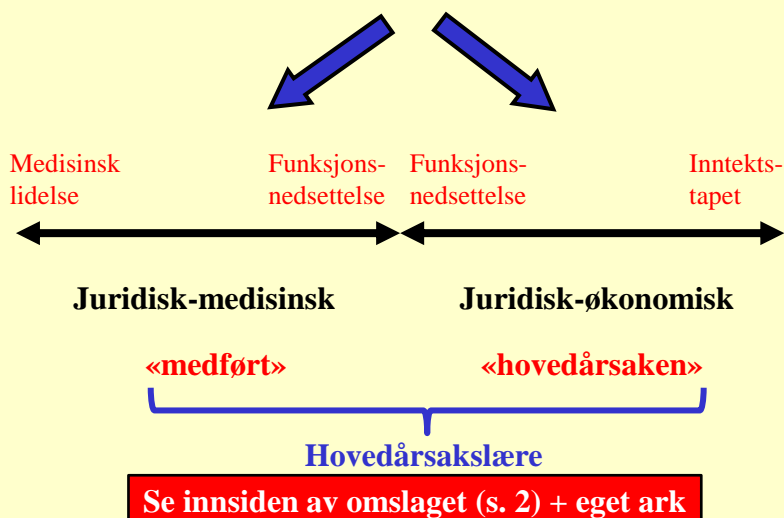 Medisinsk lidelse
Funksjons-
nedsettelse
Funksjons-
nedsettelse
Inntekts-
tapet
Juridisk-medisinsk
Juridisk-økonomisk
«medført»
«hovedårsaken»
Hovedårsakslære
Se innsiden av omslaget (s. 2) + eget ark